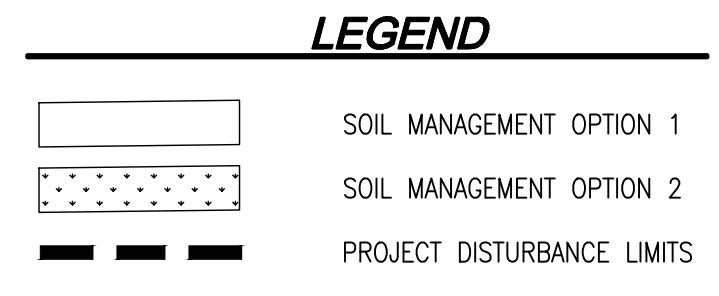 LEGEND
SOIL MANAGEMENT OPTION 1
SOIL MANAGEMENT OPTION 2
PROJECT DISTURBANCE LIMITS